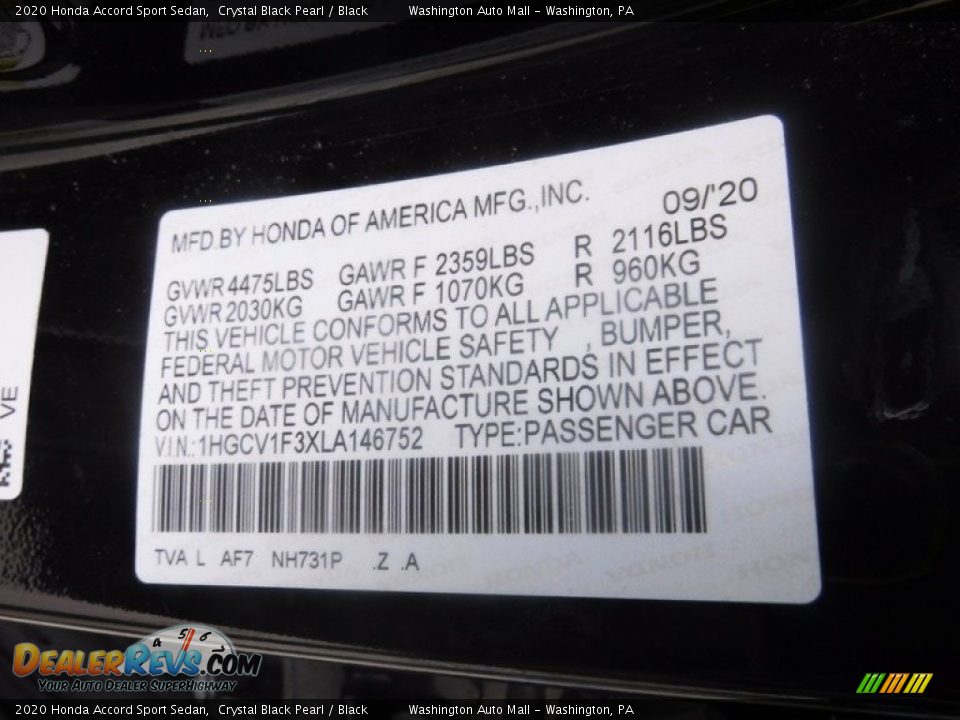 2020 Honda Accord Sport Sedan, Crystal Black Pearl / Black Washington Auto Mall - Washington, PA
MFD.BY HONDA OF AMERICA MFG.,INC. 09/'20
GVWR 4475LBS GAWR F 2359LBS R 2116LBS
GVWR 2030KG GAWR F 1070KG R 960KG
THIS VEHICLE CONFORMS TO ALL APPLICABLE
FEDERAL MOTOR VEHICLE SAFETY , BUMPER,
AND THEFT PREVENTION STANDARDS IN EFFECT
ON THE DATE OF MANUFACTURE SHOWN ABOVE.
V.I.N.:1HGCV1F3XLA146752 TYPE:PASSENGER CAR
TVA L AF7 NH731P .Z .A
VE
4 5 6
DealerRevs.com
Your Auto Dealer SuperHighway
2020 Honda Accord Sport Sedan, Crystal Black Pearl / Black Washington Auto Mall - Washington, PA